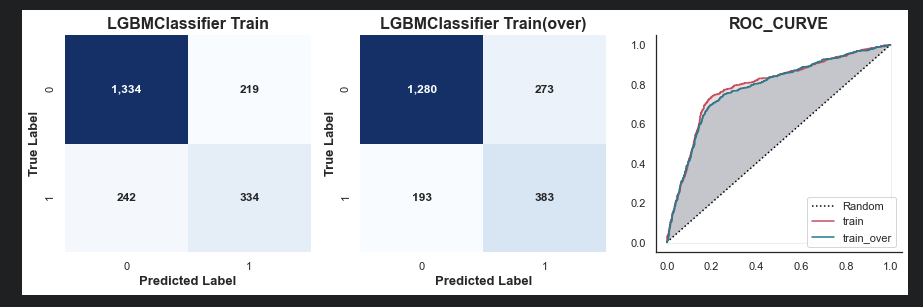 LGBMClassifier Train
True Label
0
1
1,334
219
242
334
0
1
Predicted Label
LGBMClassifier Train(over)
True Label
0
1
1,280
273
193
383
0
1
Predicted Label
ROC_CURVE
1.0
0.8
0.6
0.4
0.2
0.0
Random
train
train_over
0.0 0.2 0.4 0.6 0.8 1.0